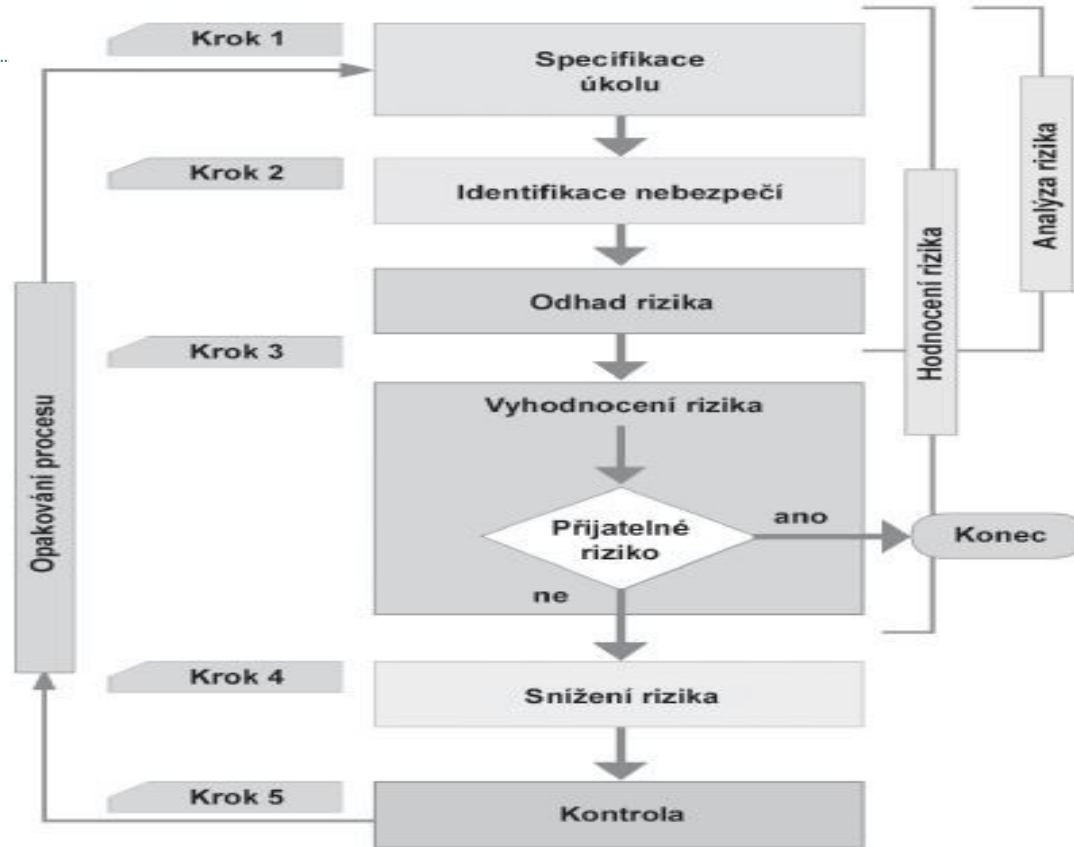 Krok 1
Specifikace
úkolu
Krok 2
Identifikace nebezpečí
Odhad rizika
Krok 3
Vyhodnocení rizika
Přijatelné
riziko
ano
Konec
ne
Krok 4
Snížení rizika
Krok 5
Kontrola
Opakování procesu
Hodnocení rizika
Analýza rizika